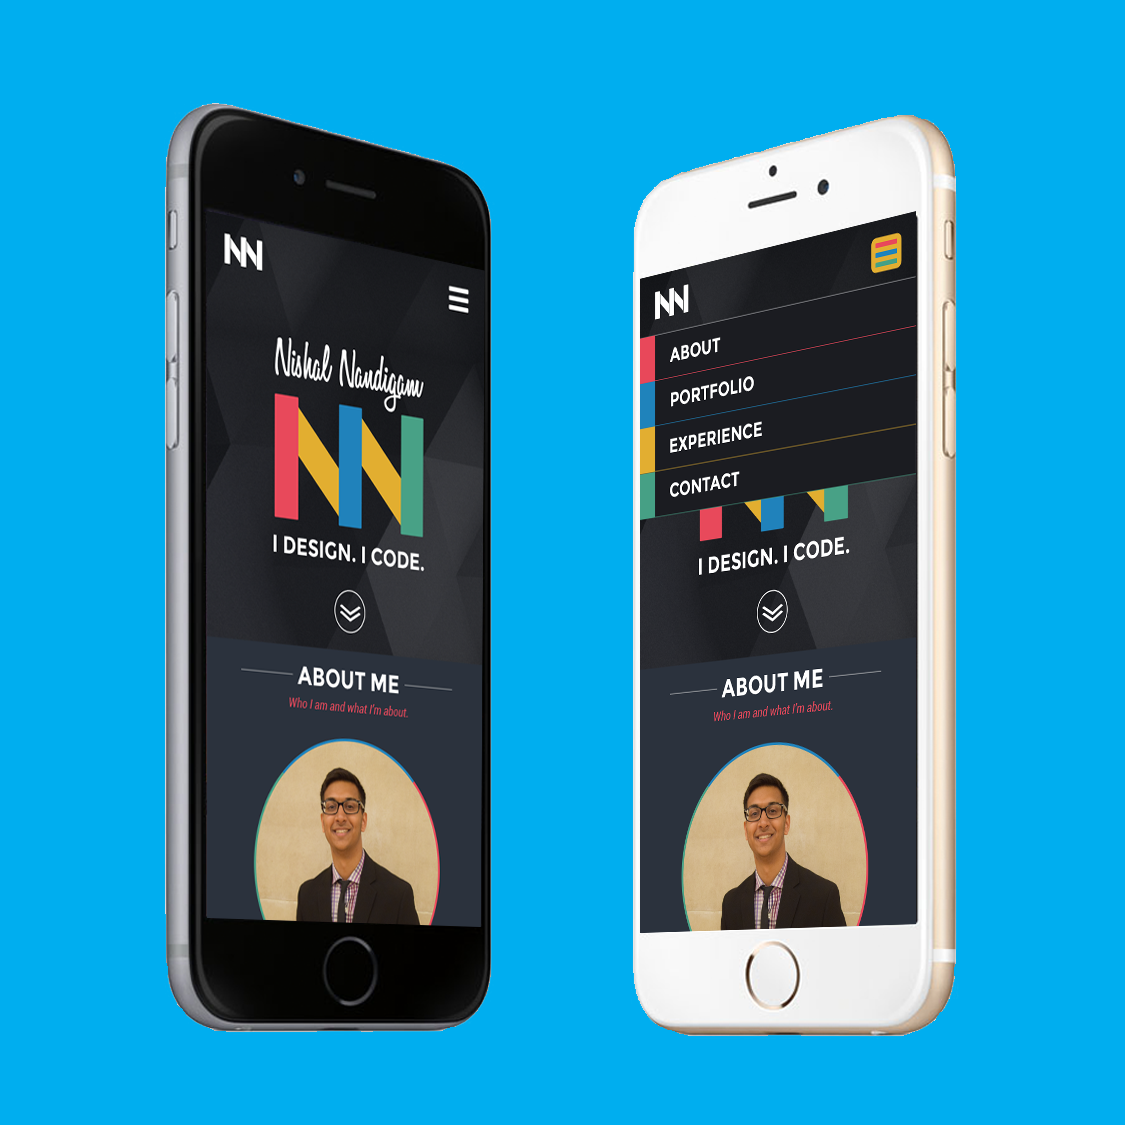 NN
Nishal Nandigam
NN
I DESIGN. I CODE.
ABOUT ME
Who I am and what I'm about.
NN
ABOUT
PORTFOLIO
EXPERIENCE
CONTACT
I DESIGN. I CODE.
ABOUT ME
Who I am and what I'm about.